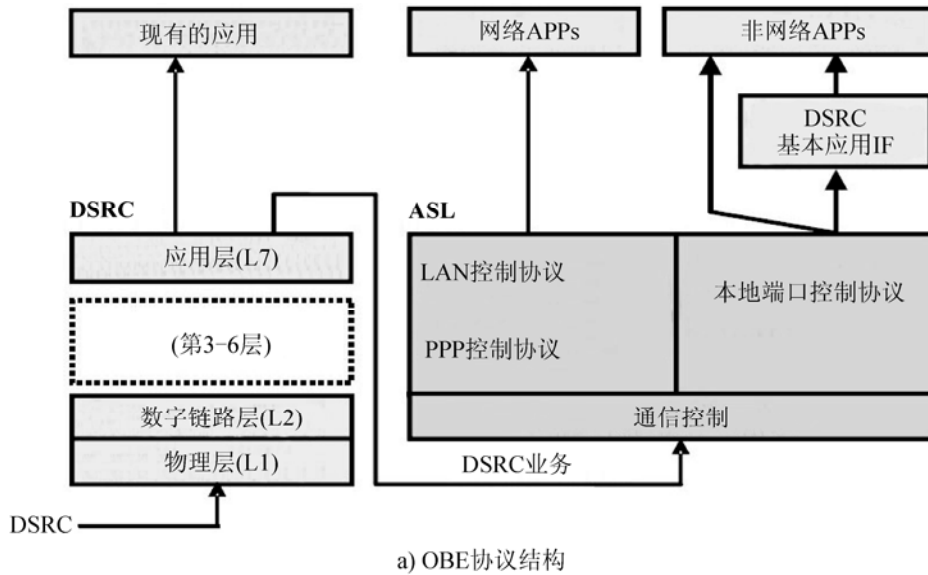 现有的应用
网络APPs
非网络APPs
DSRC
基本应用IF
DSRC
ASL
应用层(L7)
LAN控制协议
本地端口控制协议
(第3-6层)
PPP控制协议
数字链路层(L2)
通信控制
物理层(L1)
DSRC业务
DSRC
a) OBE协议结构